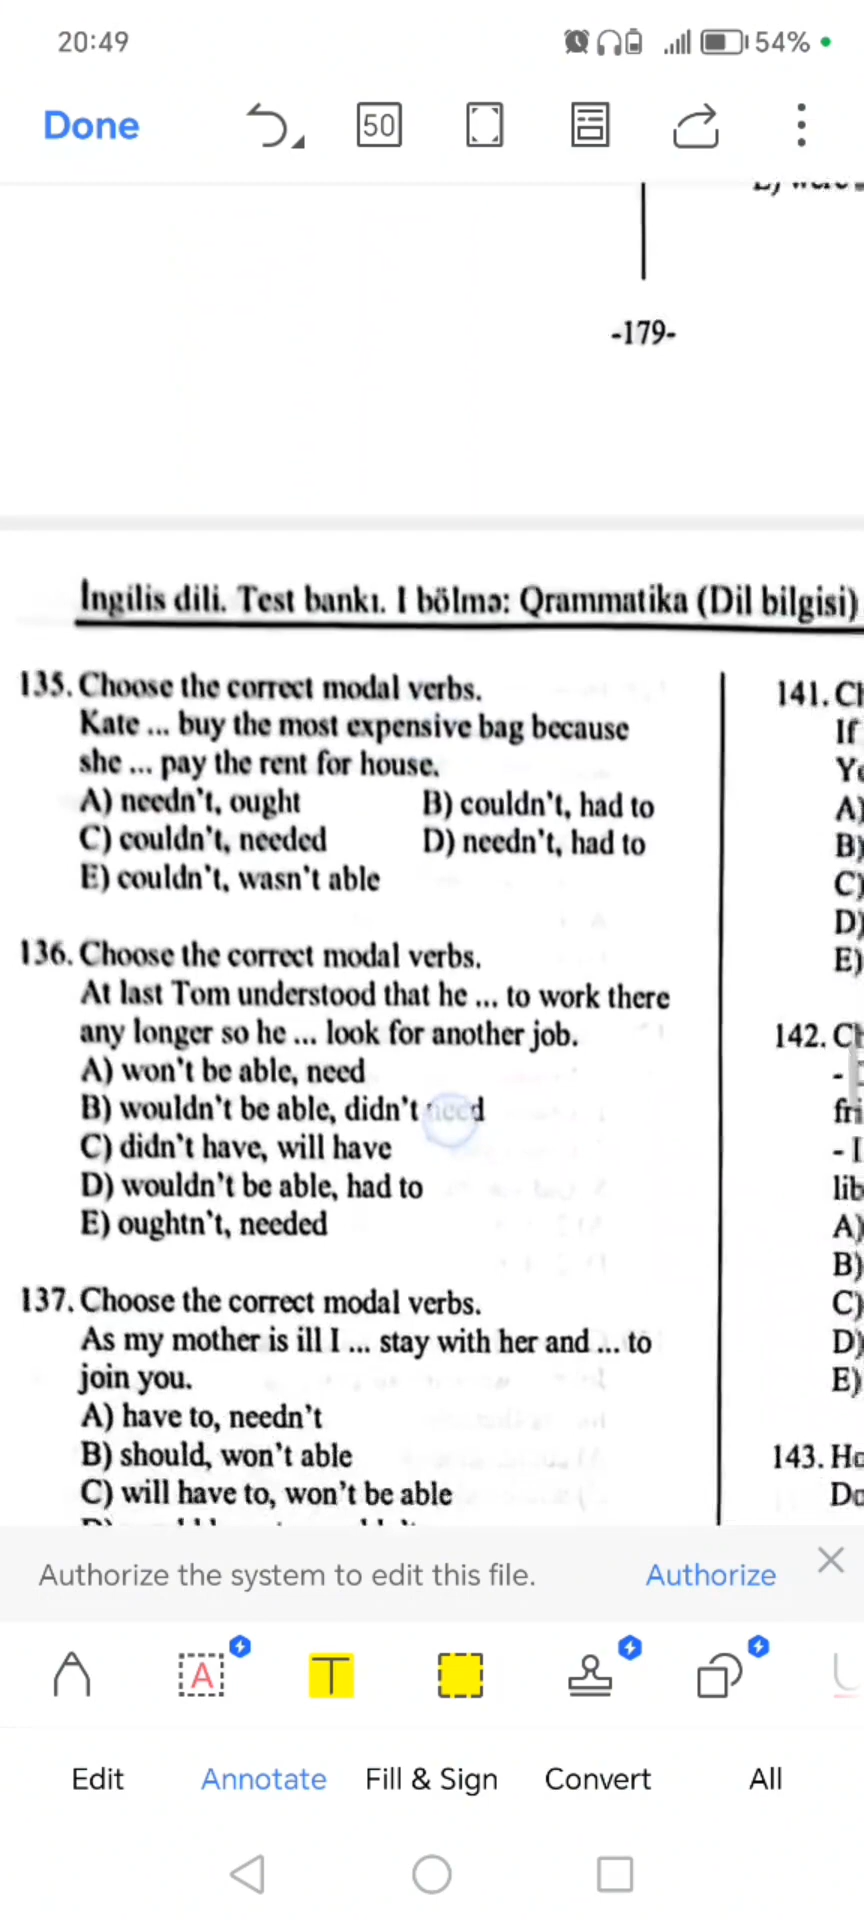 20:49
54%
Done
50
-179-
İngilis dili. Test bankı. I bölmə: Qrammatika (Dil bilgisi)
135. Choose the correct modal verbs.
Kate ... buy the most expensive bag because
she ... pay the rent for house.
A) needn't, ought
B) couldn't, had to
C) couldn't, needed
D) needn't, had to
E) couldn't, wasn't able
136. Choose the correct modal verbs.
At last Tom understood that he ... to work there
any longer so he ... look for another job.
A) won't be able, need
B) wouldn't be able, didn't need
C) didn't have, will have
D) wouldn't be able, had to
E) oughtn't, needed
137. Choose the correct modal verbs.
As my mother is ill I ... stay with her and ... to
join you.
A) have to, needn't
B) should, won't able
C) will have to, won't be able
141.
If
A)
B)
C)
D)
E)
142.
-
fri
- I
lib
A)
B)
C)
D)
E)
143.
Authorize the system to edit this file.
Authorize
A
T
Edit
Annotate
Fill & Sign
Convert
All